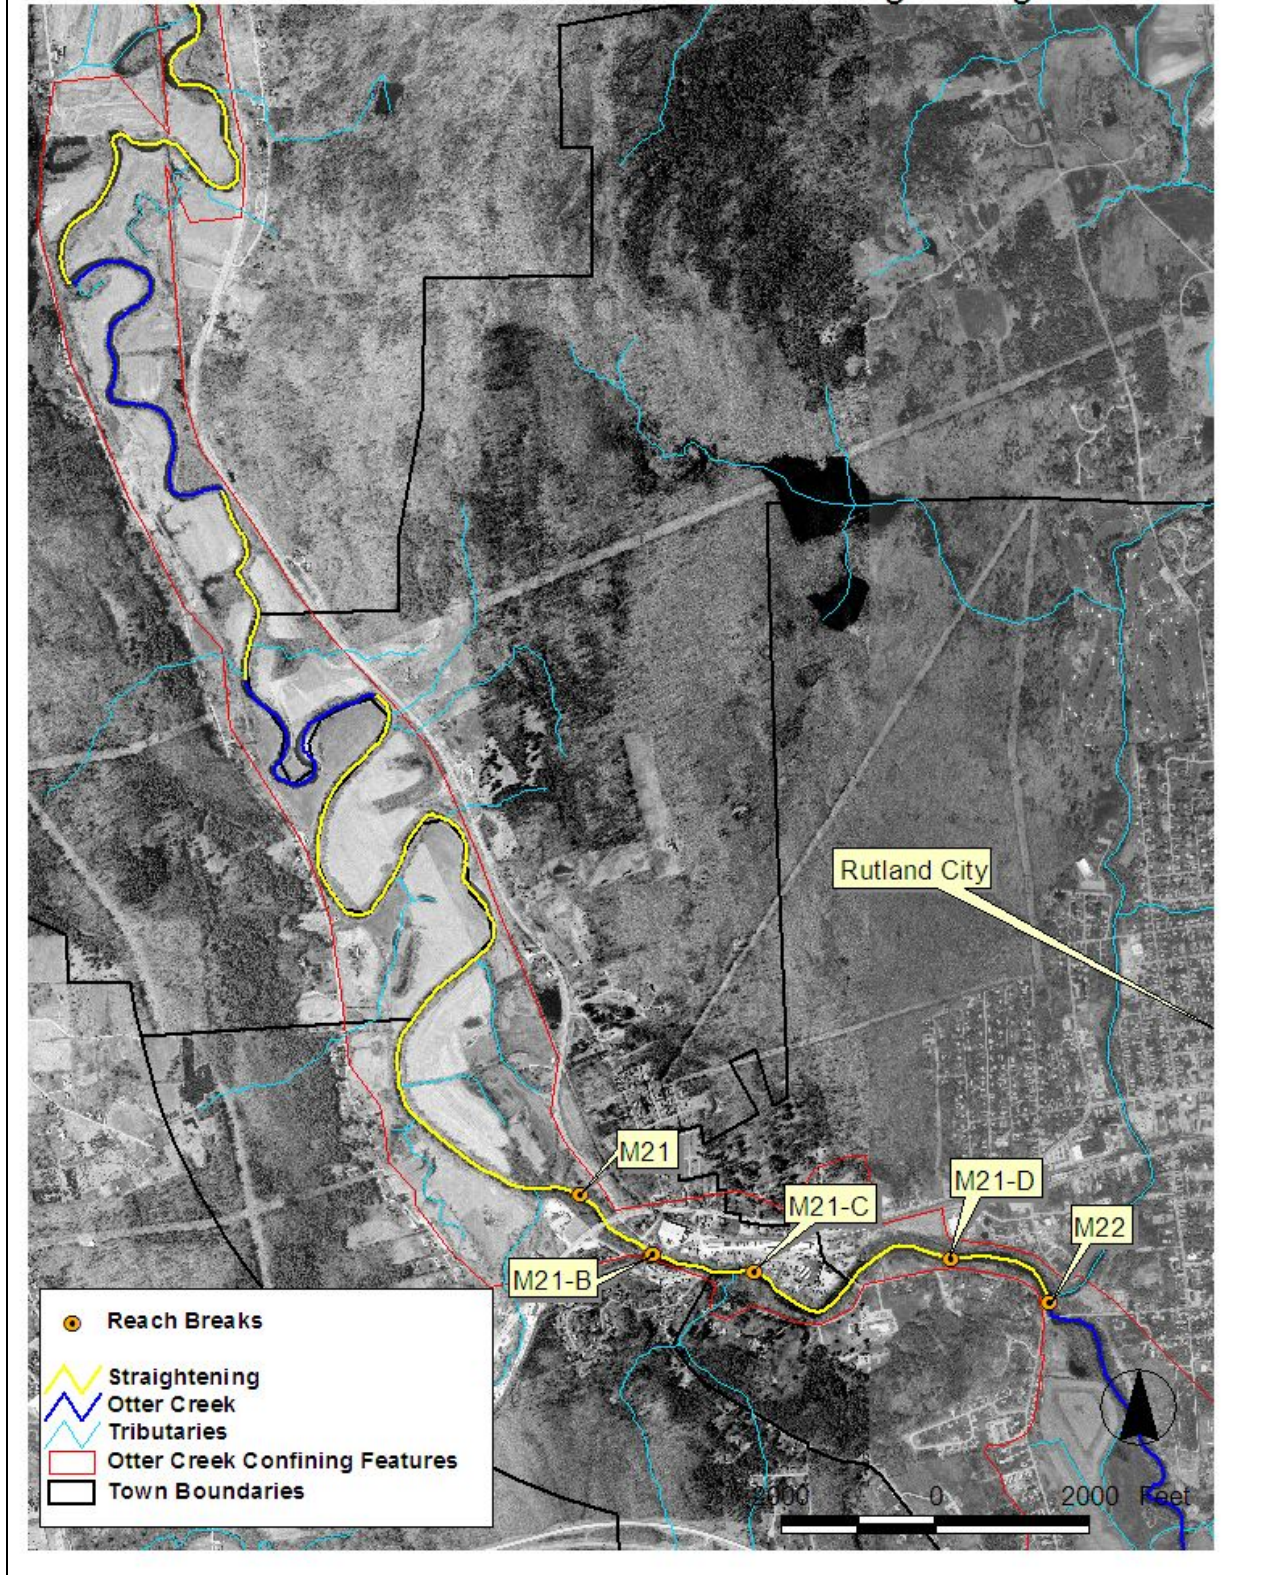 Rutland City
M21
M21-D
M21-C
M22
M21-B
Reach Breaks
Straightening
Otter Creek
Tributaries
Otter Creek Confining Features
Town Boundaries
2000 0 2000 Feet